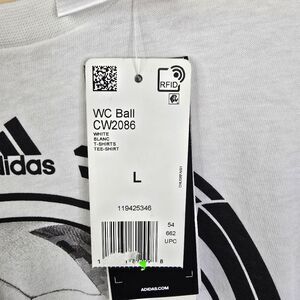 RFID
WC Ball
CW2086
WHITE
BLANC
T-SHIRTS
TEE-SHIRT
L
119425346
54
662
UPC
adidas
ADIDAS.COM